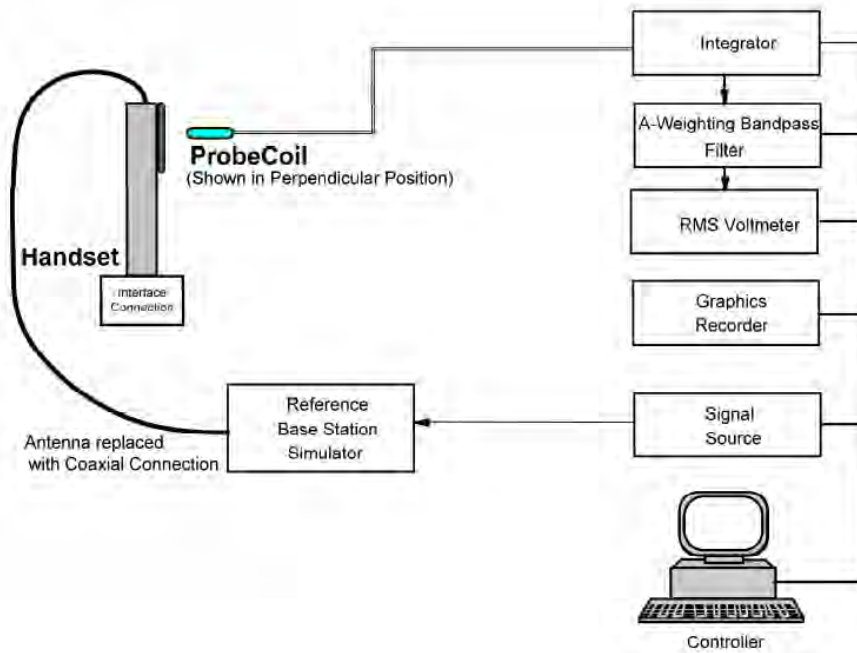 Integrator
A-Weighting Bandpass
Filter
ProbeCoil
(Shown in Perpendicular Position)
RMS Voltmeter
Handset
Interface
Connection
Graphics
Recorder
Reference
Base Station
Simulator
Signal
Source
Antenna replaced
with Coaxial Connection
Controller